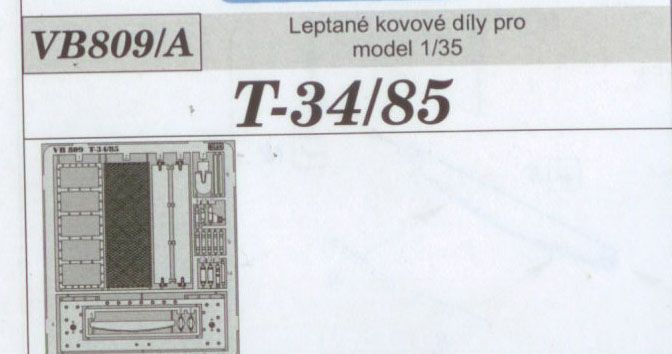 VB809/A
Leptané kovové díly pro
model 1/35
T-34/85
VB 809 T-34/85